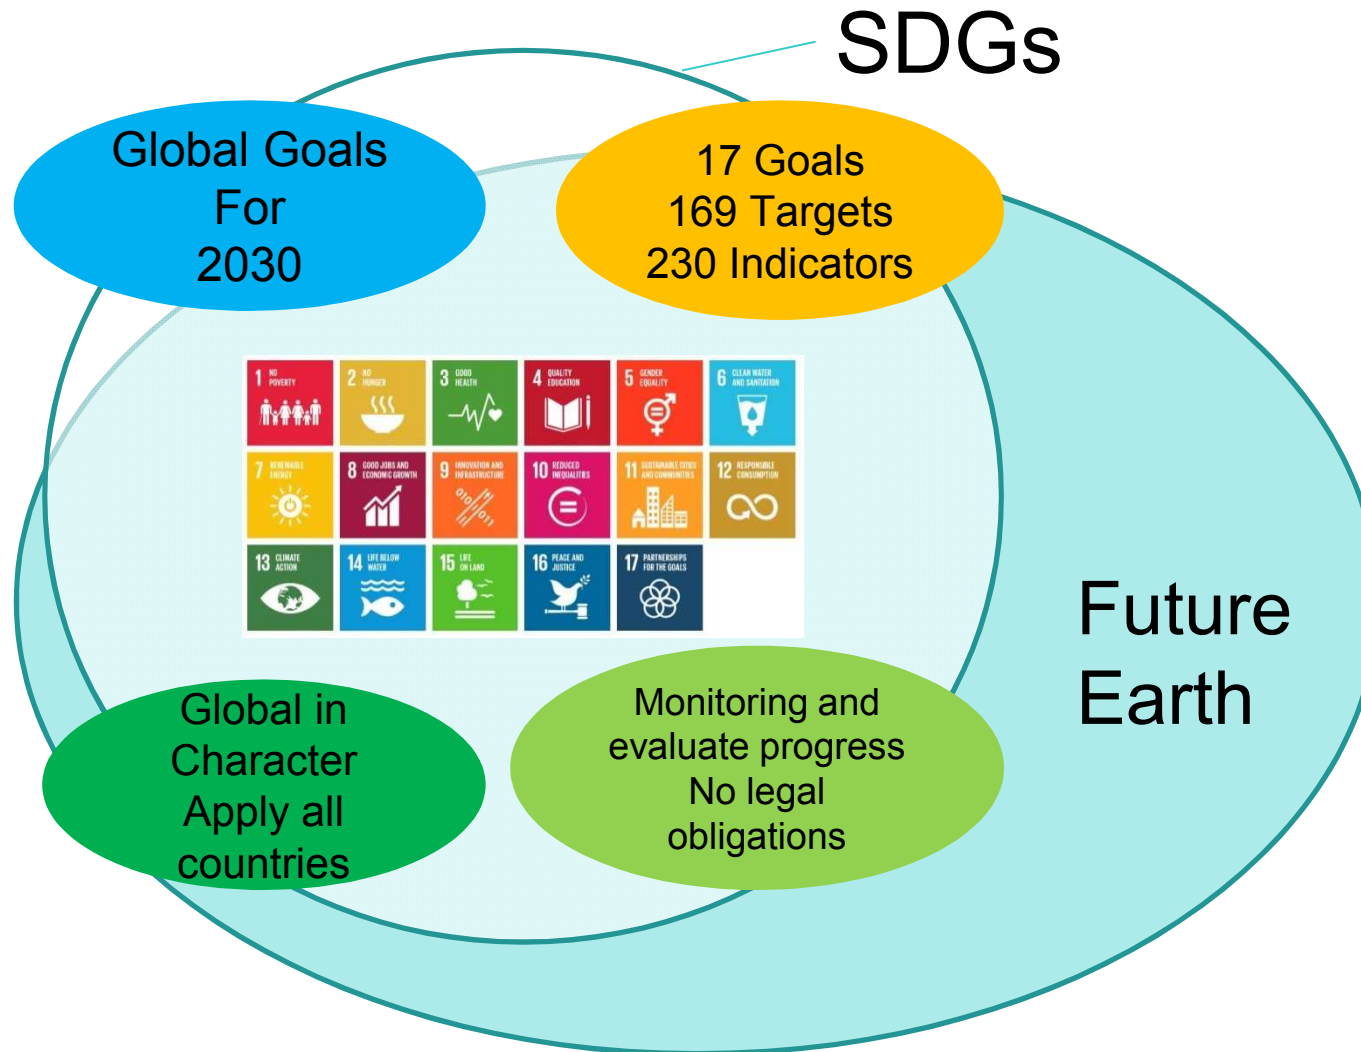 SDGs
Global Goals
For
2030
17 Goals
169 Targets
230 Indicators
1 NO
POVERTY
2 NO
HUNGER
3 GOOD
HEALTH
4 QUALITY
EDUCATION
5 GENDER
EQUALITY
6 CLEAN WATER
AND SANITATION
7 RENEWABLE
ENERGY
8 GOOD JOBS AND
ECONOMIC GROWTH
9 INNOVATION AND
INFRASTRUCTURE
10 REDUCED
INEQUALITIES
11 SUSTAINABLE CITIES
AND COMMUNITIES
12 RESPONSIBLE
CONSUMPTION
13 CLIMATE
ACTION
14 LIFE BELOW
WATER
15 LIFE
ON LAND
16 PEACE AND
JUSTICE
17 PARTNERSHIPS
FOR THE GOALS
Future
Earth
Global in
Character
Apply all
countries
Monitoring and
evaluate progress
No legal
obligations